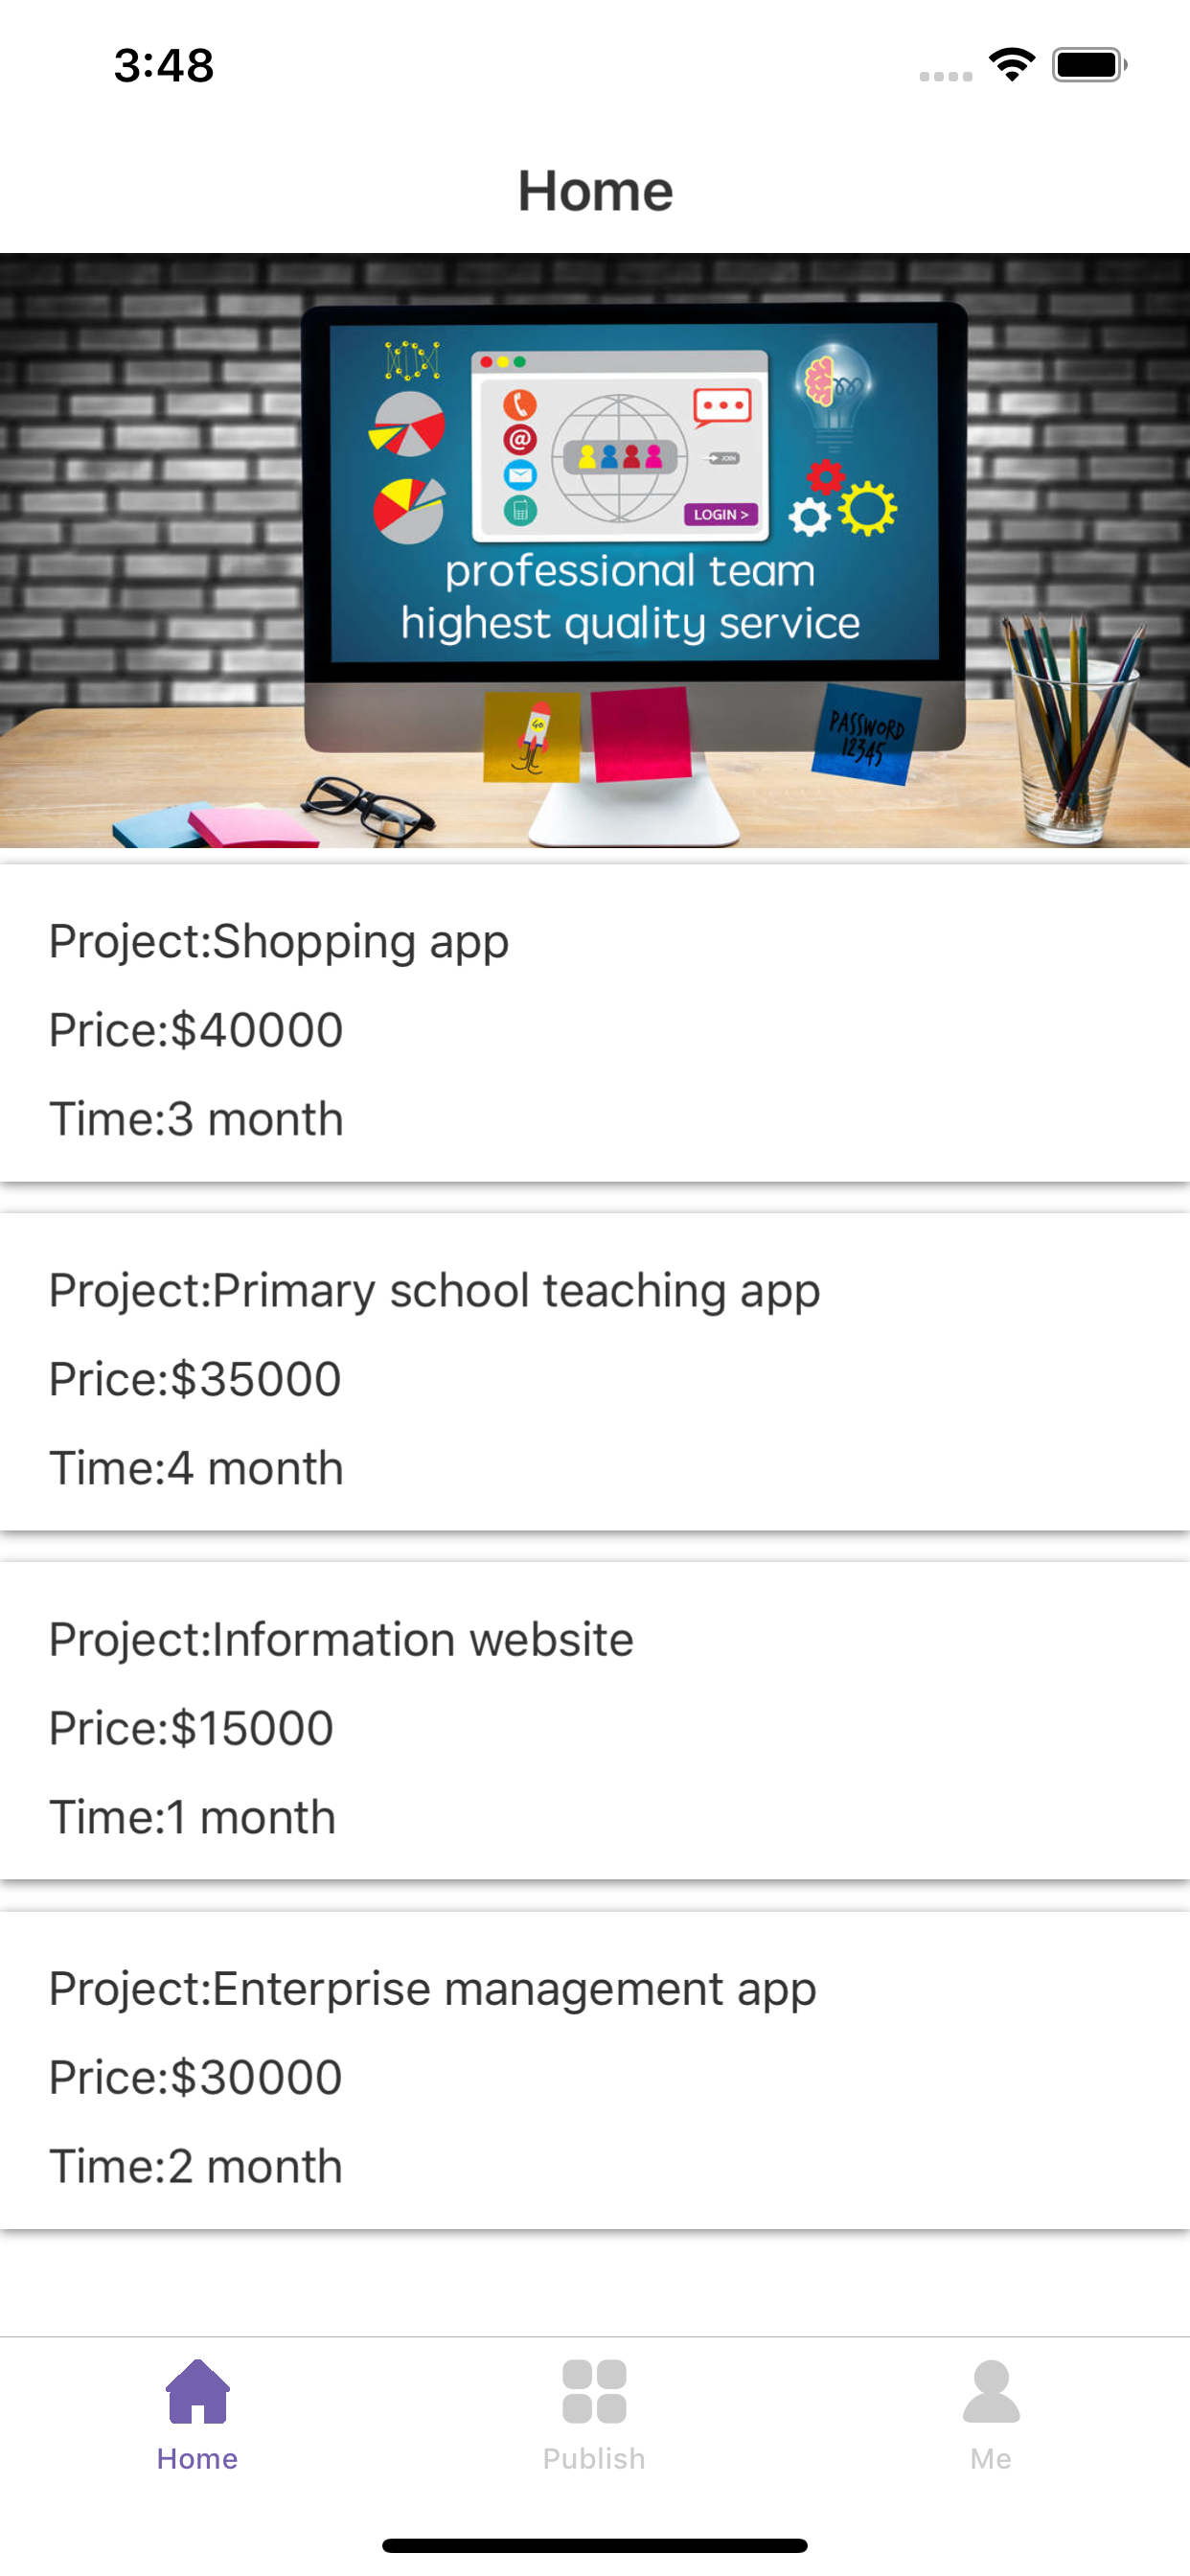 3:48
Home
@
JOIN
LOGIN >
professional team
highest quality service
GO
PASSWORD
12345
Project:Shopping app
Price:$40000
Time:3 month
Project:Primary school teaching app
Price:$35000
Time:4 month
Project:Information website
Price:$15000
Time:1 month
Project:Enterprise management app
Price:$30000
Time:2 month
Home
Publish
Me